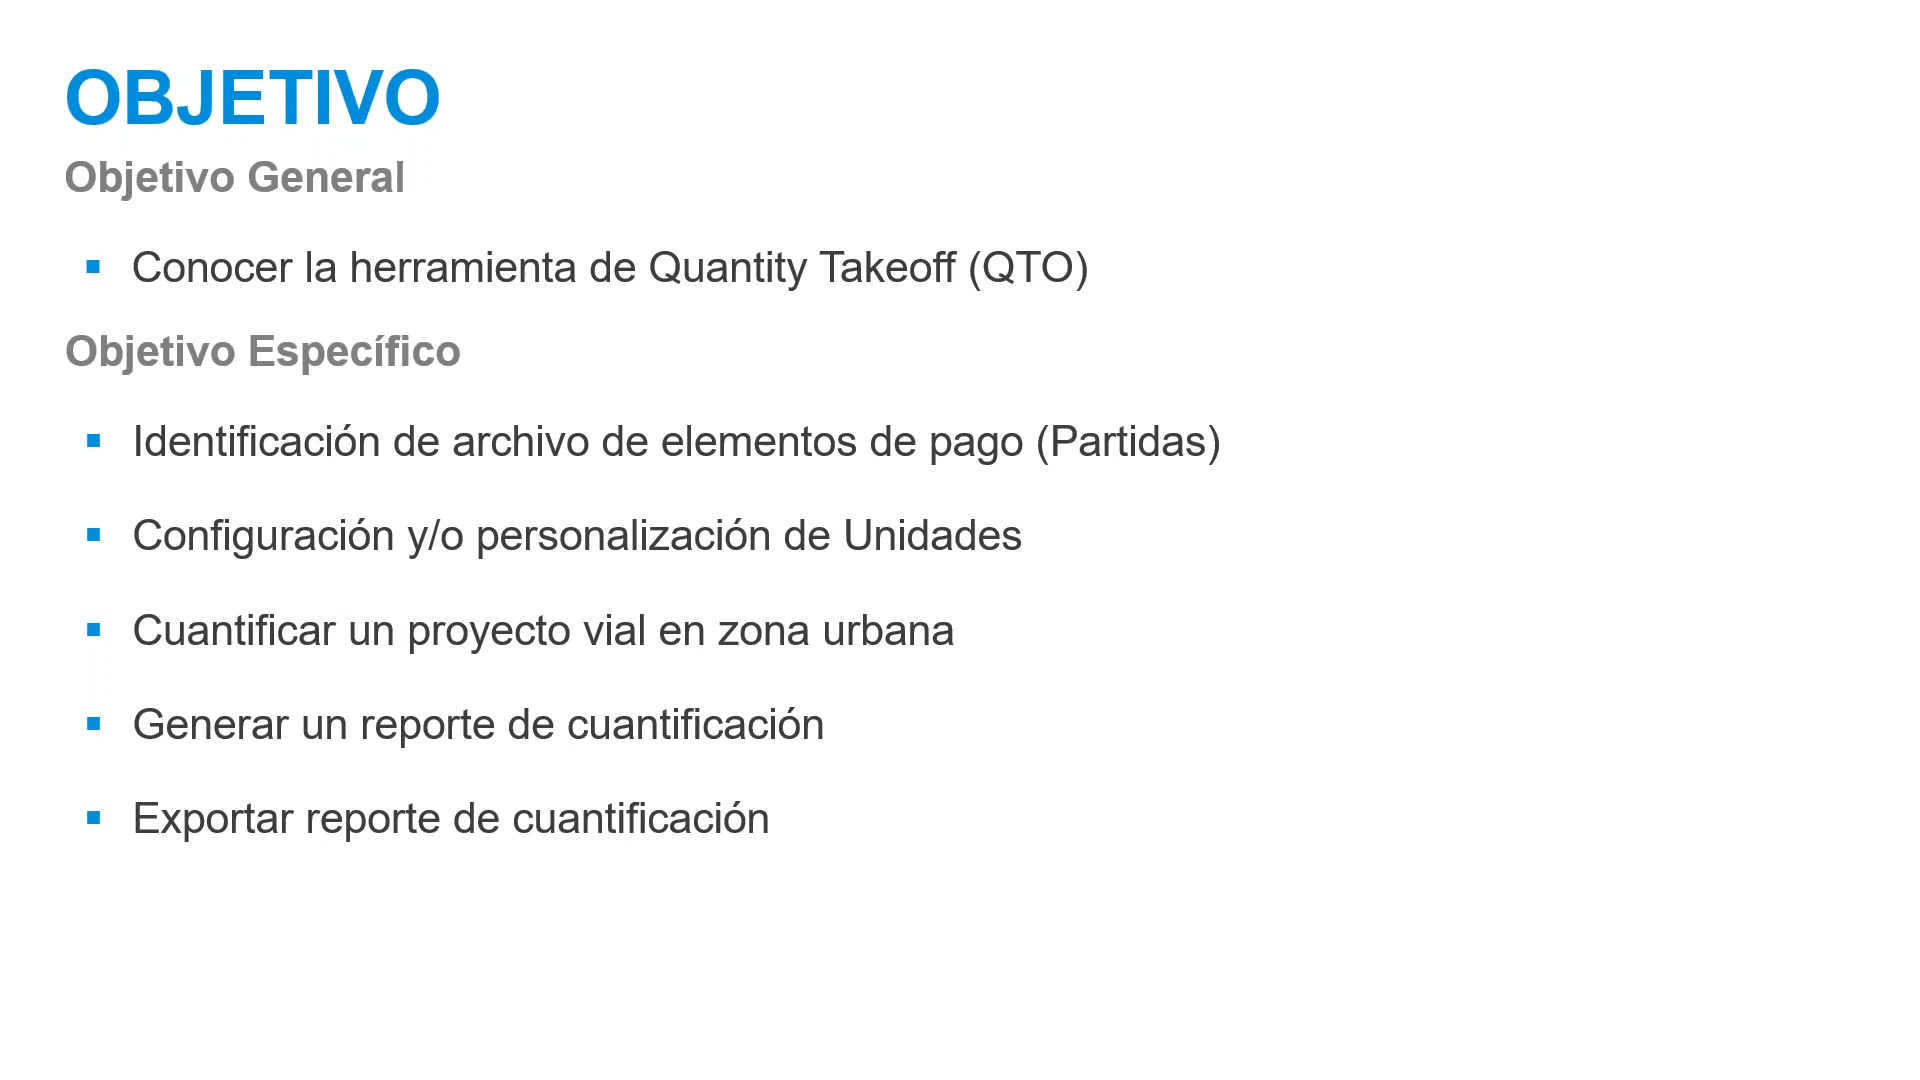 OBJETIVO
Objetivo General
▪ Conocer la herramienta de Quantity Takeoff (QTO)
Objetivo Específico
▪ Identificación de archivo de elementos de pago (Partidas)
▪ Configuración y/o personalización de Unidades
▪ Cuantificar un proyecto vial en zona urbana
▪ Generar un reporte de cuantificación
▪ Exportar reporte de cuantificación